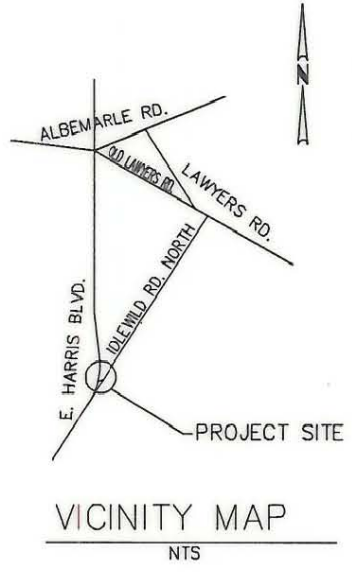 N
ALBEMARLE RD.
OLD LAWYERS RD.
LAWYERS RD.
IDLEWILD RD. NORTH
E. HARRIS BLVD.
PROJECT SITE
VICINITY MAP
NTS